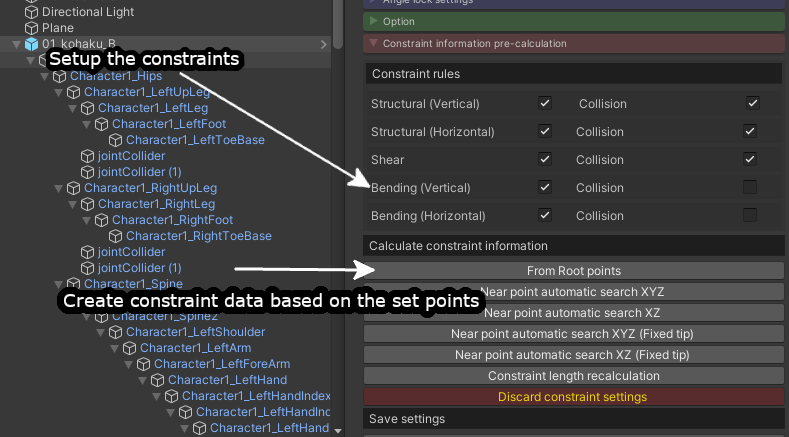 Directional Light
Plane
01_kohaku_B
Setup the constraints
Character1_Hips
Character1_LeftUpLeg
Character1_LeftLeg
Character1_LeftFoot
Character1_LeftToeBase
jointCollider
jointCollider (1)
Character1_RightUpLeg
Character1_RightLeg
Character1_RightFoot
Character1_RightToeBase
jointCollider
jointCollider (1)
Character1_Spine
Create constraint data based on the set points
Character1_Spine2
Character1_LeftShoulder
Character1_LeftArm
Character1_LeftForeArm
Character1_LeftHand
Character1_LeftHandIndex
Character1_LeftHandInd
Character1_LeftHand
Angle lock settings
Option
Constraint information pre-calculation
Constraint rules
Structural (Vertical) Collision
Structural (Horizontal) Collision
Shear Collision
Bending (Vertical) Collision
Bending (Horizontal) Collision
Calculate constraint information
From Root points
Near point automatic search XYZ
Near point automatic search XZ
Near point automatic search XYZ (Fixed tip)
Near point automatic search XZ (Fixed tip)
Constraint length recalculation
Discard constraint settings
Save settings